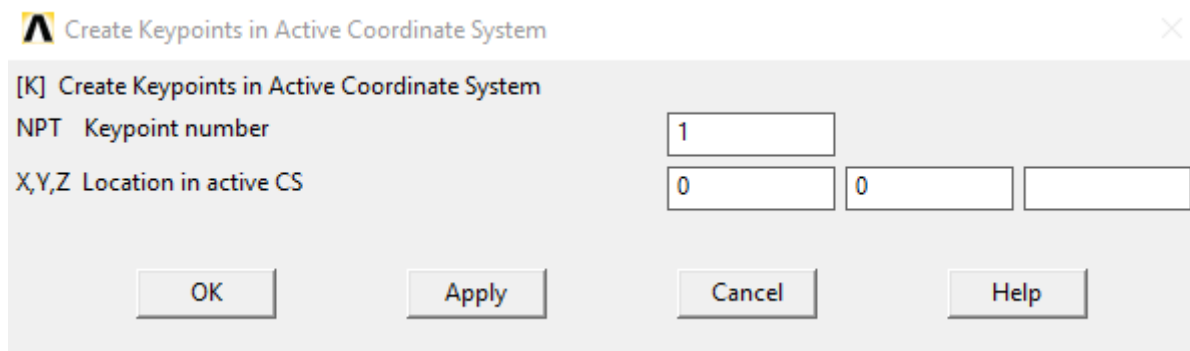 Create Keypoints in Active Coordinate System
[K] Create Keypoints in Active Coordinate System
NPT Keypoint number 1
X,Y,Z Location in active CS 0 0
OK Apply Cancel Help